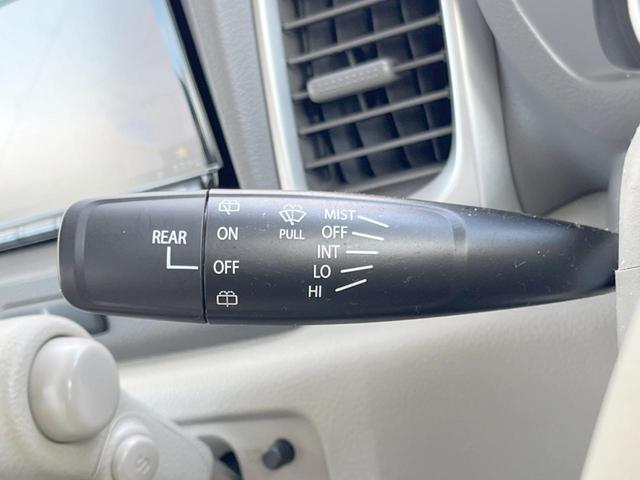 REAR
ON
OFF
PULL
MIST
OFF
INT
LO
HI
S